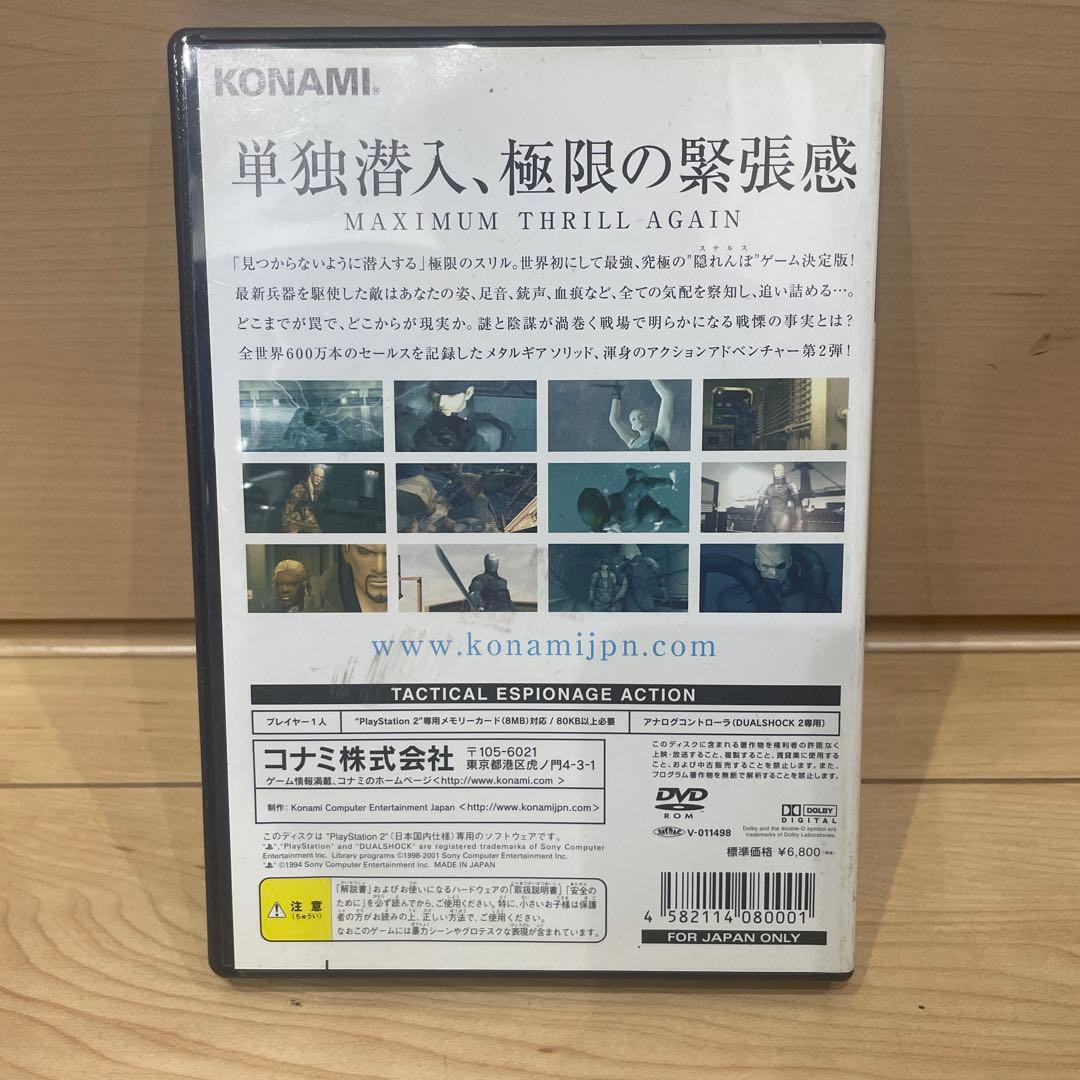 KONAMI®
単独潜入、極限の緊張感
MAXIMUM THRILL AGAIN
「見つからないように潜入する」極限のスリル。世界初にして最強、究極の"隠れんぼ"ゲーム決定版!
ステルス
最新兵器を駆使した敵はあなたの姿、足音、銃声、血痕など、全ての気配を察知し、追い詰める…。
どこまでが罠で、どこからが現実か。謎と陰謀が渦巻く戦場で明らかになる戦慄の事実とは?
全世界600万本のセールスを記録したメタルギア ソリッド、渾身のアクションアドベンチャー第2弾!
www.konamijpn.com
TACTICAL ESPIONAGE ACTION
プレイヤー1人
"PlayStation 2"専用メモリーカード(8MB)対応 / 80KB以上必要
アナログコントローラ(DUALSHOCK 2専用)
コナミ株式会社
〒105-6021
東京都港区虎ノ門4-3-1
ゲーム情報満載、コナミのホームページ<http://www.konami.com >
制作: Konami Computer Entertainment Japan <http://www.konamijpn.com>
このディスクに含まれる著作物を権利者の許諾なく
上映・放送すること、複製すること、賃貸業に使用する
こと、および中古販売することを禁止します。また、
プログラム著作物を無断で解析することを禁止します。
DVD
ROM
V-011498
DOLBY
DIGITAL
Dolby and the double-D symbol are
trademarks of Dolby Laboratories.
標準価格 ¥6,800(税別)
このディスクは "PlayStation 2" (日本国内仕様) 専用のソフトウェアです。
" ","PlayStation" and "DUALSHOCK" are registered trademarks of Sony Computer
Entertainment Inc. Library programs ©1998-2001 Sony Computer Entertainment Inc.
" " ©1994 Sony Computer Entertainment Inc. MADE IN JAPAN
注意
(ちゅうい)
「解説書」およびお使いになるハードウェアの「取扱説明書」「安全の
ために」を必ず読んでから、ご使用ください。特に、小さいお子様は保護
者の方がお読みの上、正しい方法で、ご使用ください。
なおこのゲームには暴力シーンやグロテスクな表現が含まれています。
4 582114 080001
FOR JAPAN ONLY